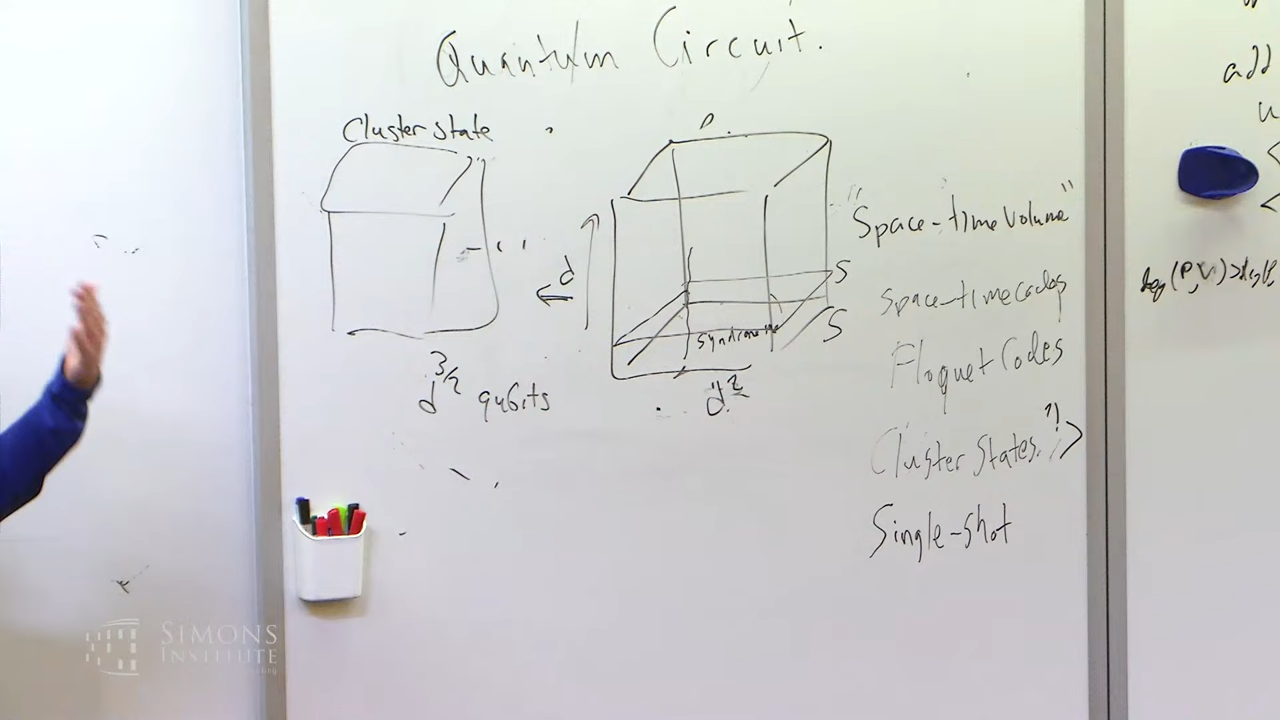 Quantum Circuit.
Cluster state
d
d^3/2 qubits
S
S
Syndrome
d^2
"Space-time Volume"
Space-time codes
Floquet Codes
Cluster States.
Single-shot
add
SIMONS
INSTITUTE